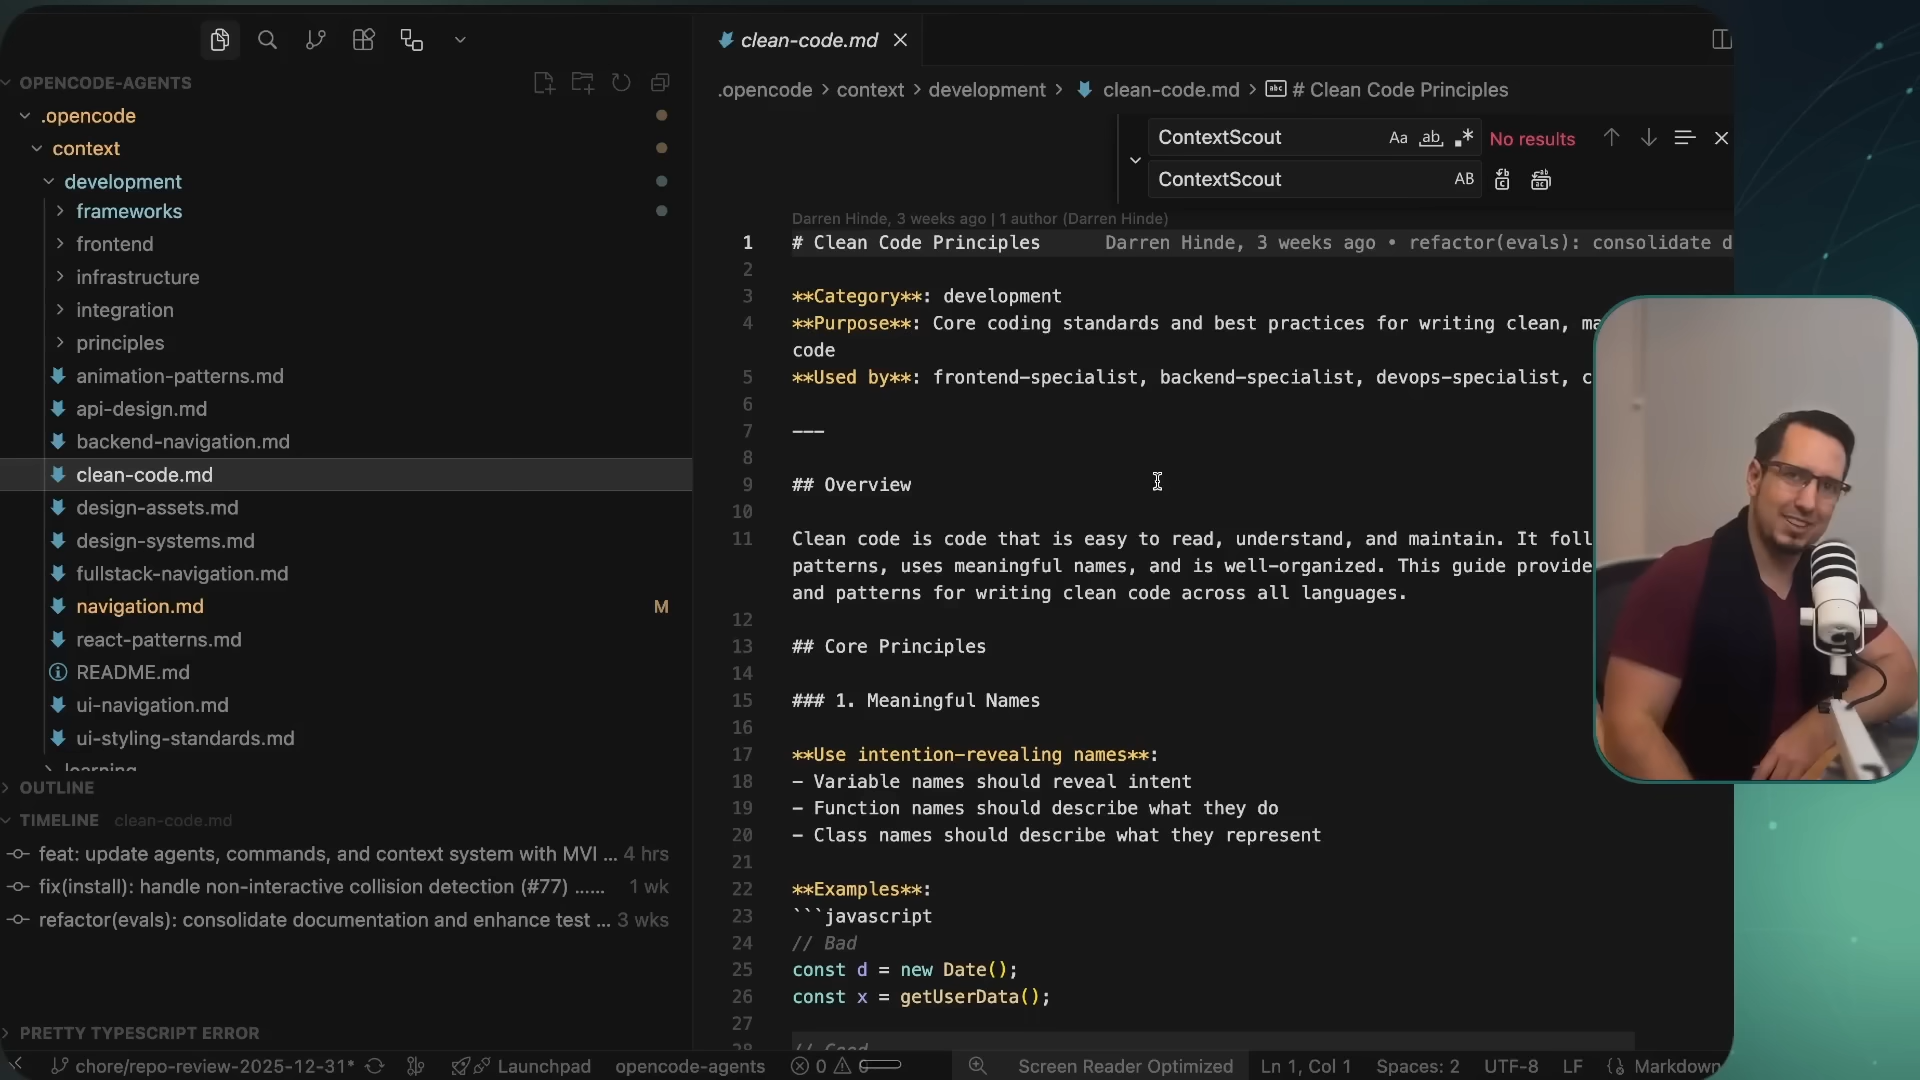 OPENCODE-AGENTS
.opencode
context
development
frameworks
frontend
infrastructure
integration
principles
animation-patterns.md
api-design.md
backend-navigation.md
clean-code.md
design-assets.md
design-systems.md
fullstack-navigation.md
navigation.md M
react-patterns.md
README.md
ui-navigation.md
ui-styling-standards.md
learning
OUTLINE
TIMELINE clean-code.md
feat: update agents, commands, and context system with MVI ... 4 hrs
fix(install): handle non-interactive collision detection (#77) ...... 1 wk
refactor(evals): consolidate documentation and enhance test ... 3 wks
PRETTY TYPESCRIPT ERROR
clean-code.md
.opencode > context > development > clean-code.md > # Clean Code Principles
ContextScout Aa ab No results
ContextScout AB
Darren Hinde, 3 weeks ago | 1 author (Darren Hinde)
1 # Clean Code Principles Darren Hinde, 3 weeks ago • refactor(evals): consolidate d
2
3 **Category**: development
4 **Purpose**: Core coding standards and best practices for writing clean, ma
code
5 **Used by**: frontend-specialist, backend-specialist, devops-specialist, c
6
7 ---
8
9 ## Overview
10
11 Clean code is code that is easy to read, understand, and maintain. It foll
patterns, uses meaningful names, and is well-organized. This guide provide
and patterns for writing clean code across all languages.
12
13 ## Core Principles
14
15 ### 1. Meaningful Names
16
17 **Use intention-revealing names**:
18 - Variable names should reveal intent
19 - Function names should describe what they do
20 - Class names should describe what they represent
21
22 **Examples**:
23 ```javascript
24 // Bad
25 const d = new Date();
26 const x = getUserData();
27
28 // Good
chore/repo-review-2025-12-31* Launchpad opencode-agents 0 Screen Reader Optimized Ln 1, Col 1 Spaces: 2 UTF-8 LF Markdown